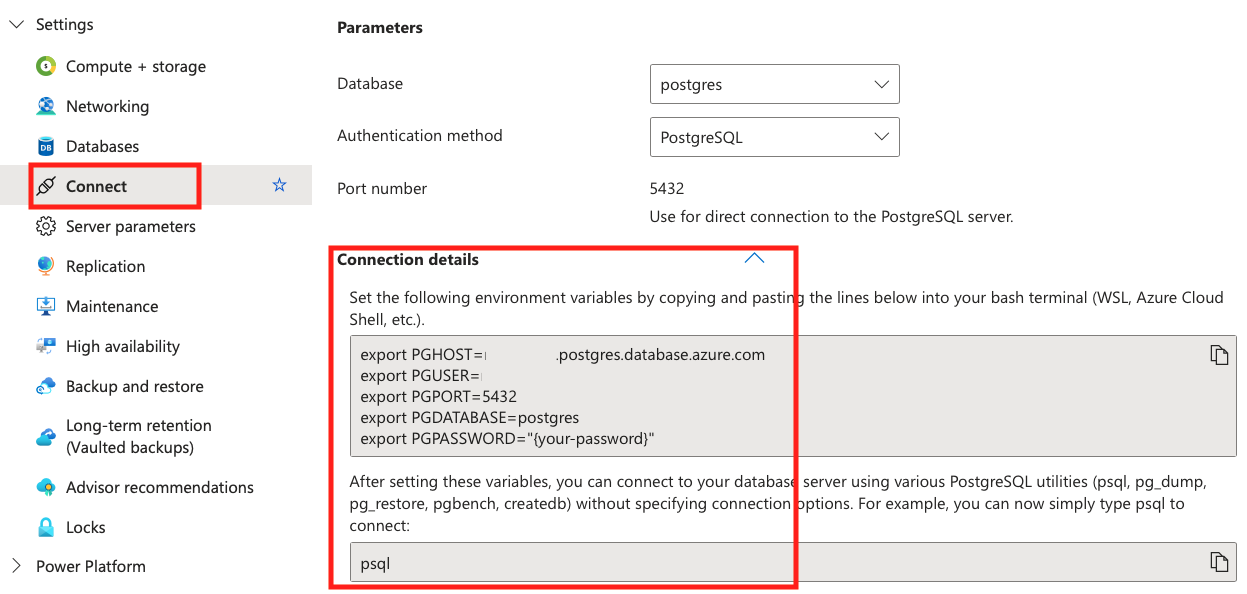 Settings
Compute + storage
Networking
Databases
Connect
Server parameters
Replication
Maintenance
High availability
Backup and restore
Long-term retention
(Vaulted backups)
Advisor recommendations
Locks
Power Platform
Parameters
Database
postgres
Authentication method
PostgreSQL
Port number
5432
Use for direct connection to the PostgreSQL server.
Connection details
Set the following environment variables by copying and pasting the lines below into your bash terminal (WSL, Azure Cloud
Shell, etc.).
export PGHOST= .postgres.database.azure.com
export PGUSER=
export PGPORT=5432
export PGDATABASE=postgres
export PGPASSWORD="{your-password}"
After setting these variables, you can connect to your database server using various PostgreSQL utilities (psql, pg_dump,
pg_restore, pgbench, createdb) without specifying connection options. For example, you can now simply type psql to
connect:
psql